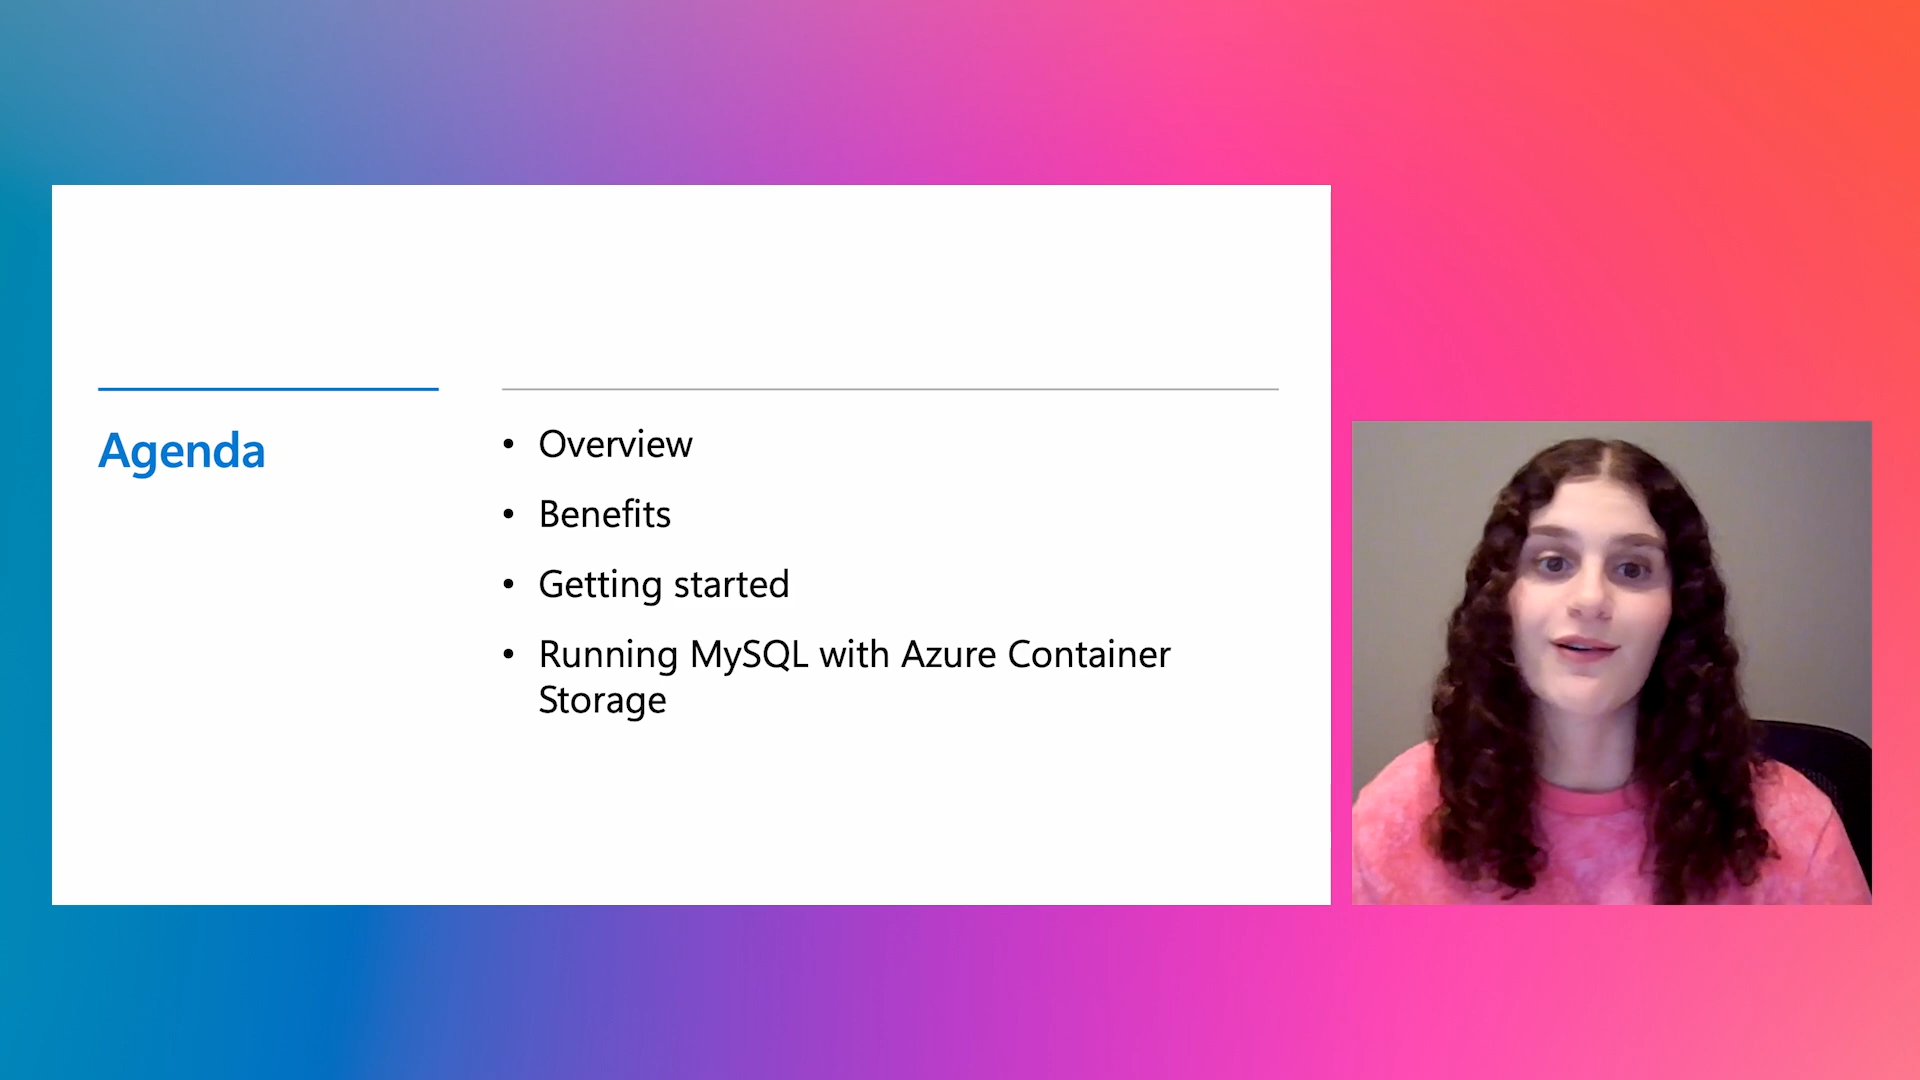 Agenda
• Overview
• Benefits
• Getting started
• Running MySQL with Azure Container
Storage